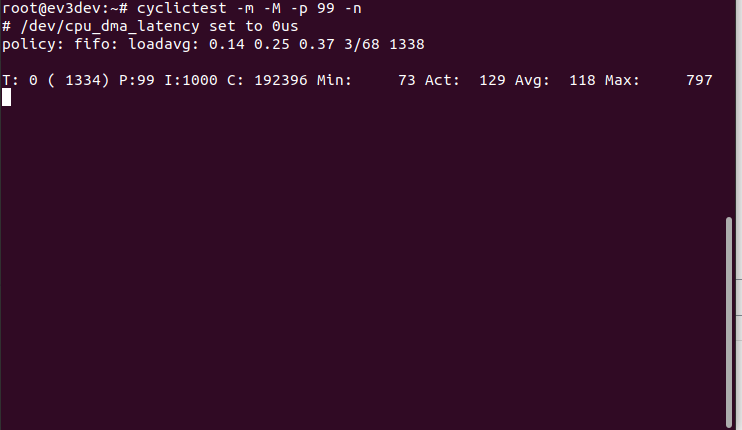 root@ev3dev:~# cyclictest -m -M -p 99 -n
# /dev/cpu_dma_latency set to 0us
policy: fifo: loadavg: 0.14 0.25 0.37 3/68 1338
T: 0 ( 1334) P:99 I:1000 C: 192396 Min:     73 Act:  129 Avg:  118 Max:     797